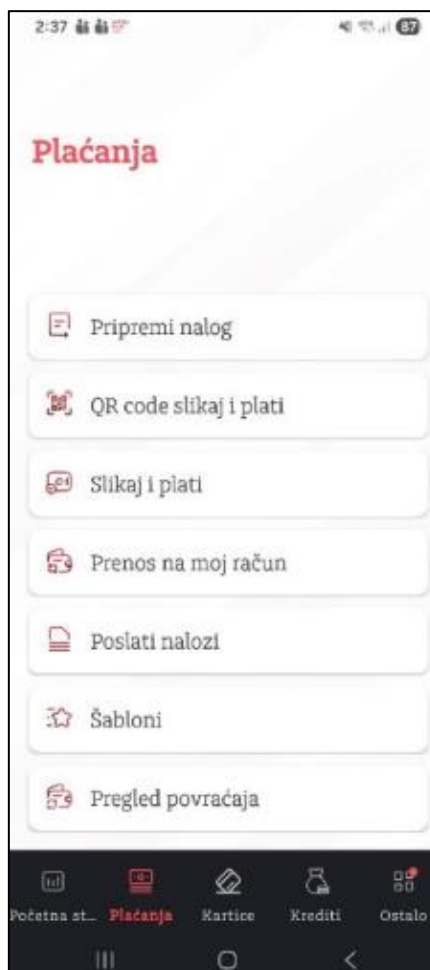 2:37
87
Plaćanja
Pripremi nalog
QR code slikaj i plati
Slikaj i plati
Prenos na moj račun
Poslati nalozi
Šabloni
Pregled povraćaja
Početna st... Plaćanja Kartice Krediti Ostalo